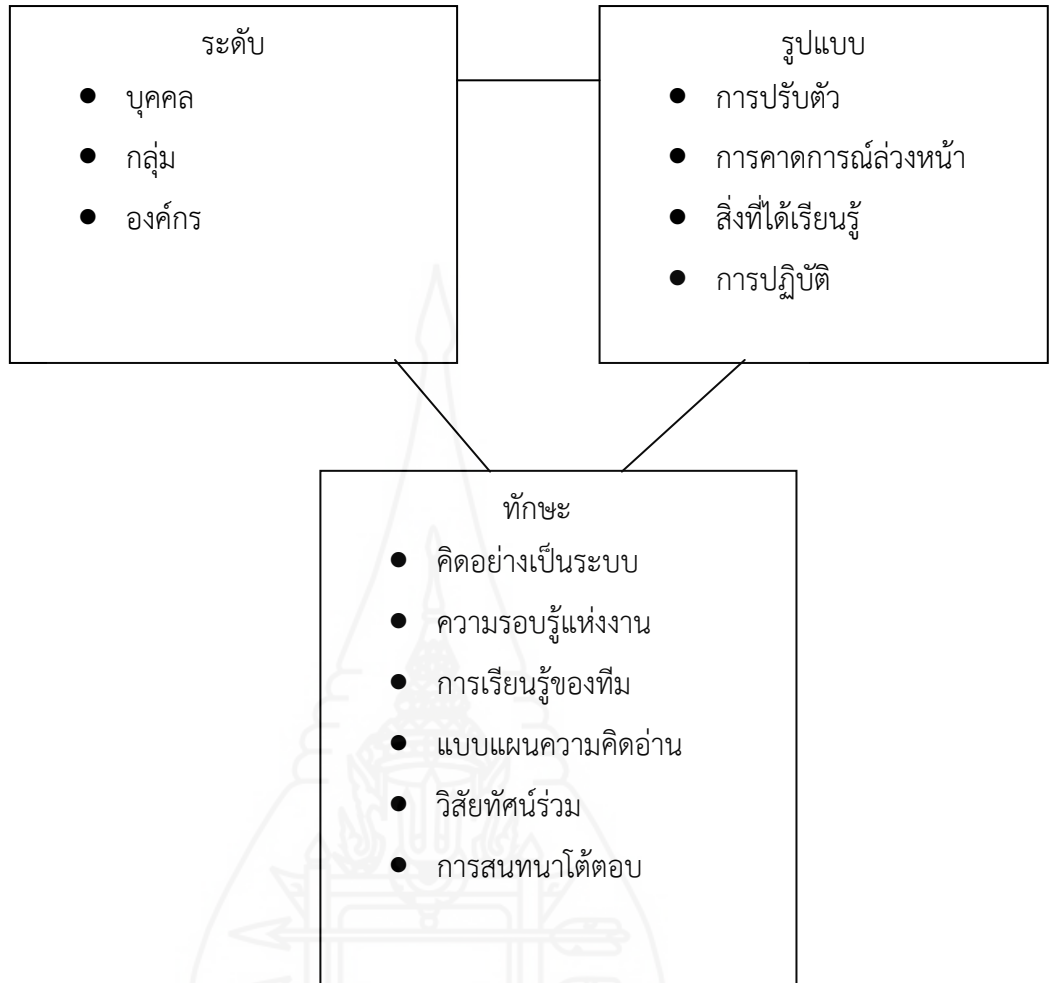 ระดับ
● บุคคล
● กลุ่ม
● องค์กร
รูปแบบ
● การปรับตัว
● การคาดการณ์ล่วงหน้า
● สิ่งที่ได้เรียนรู้
● การปฏิบัติ
ทักษะ
● คิดอย่างเป็นระบบ
● ความรอบรู้แห่งงาน
● การเรียนรู้ของทีม
● แบบแผนความคิดอ่าน
● วิสัยทัศน์ร่วม
● การสนทนาโต้ตอบ